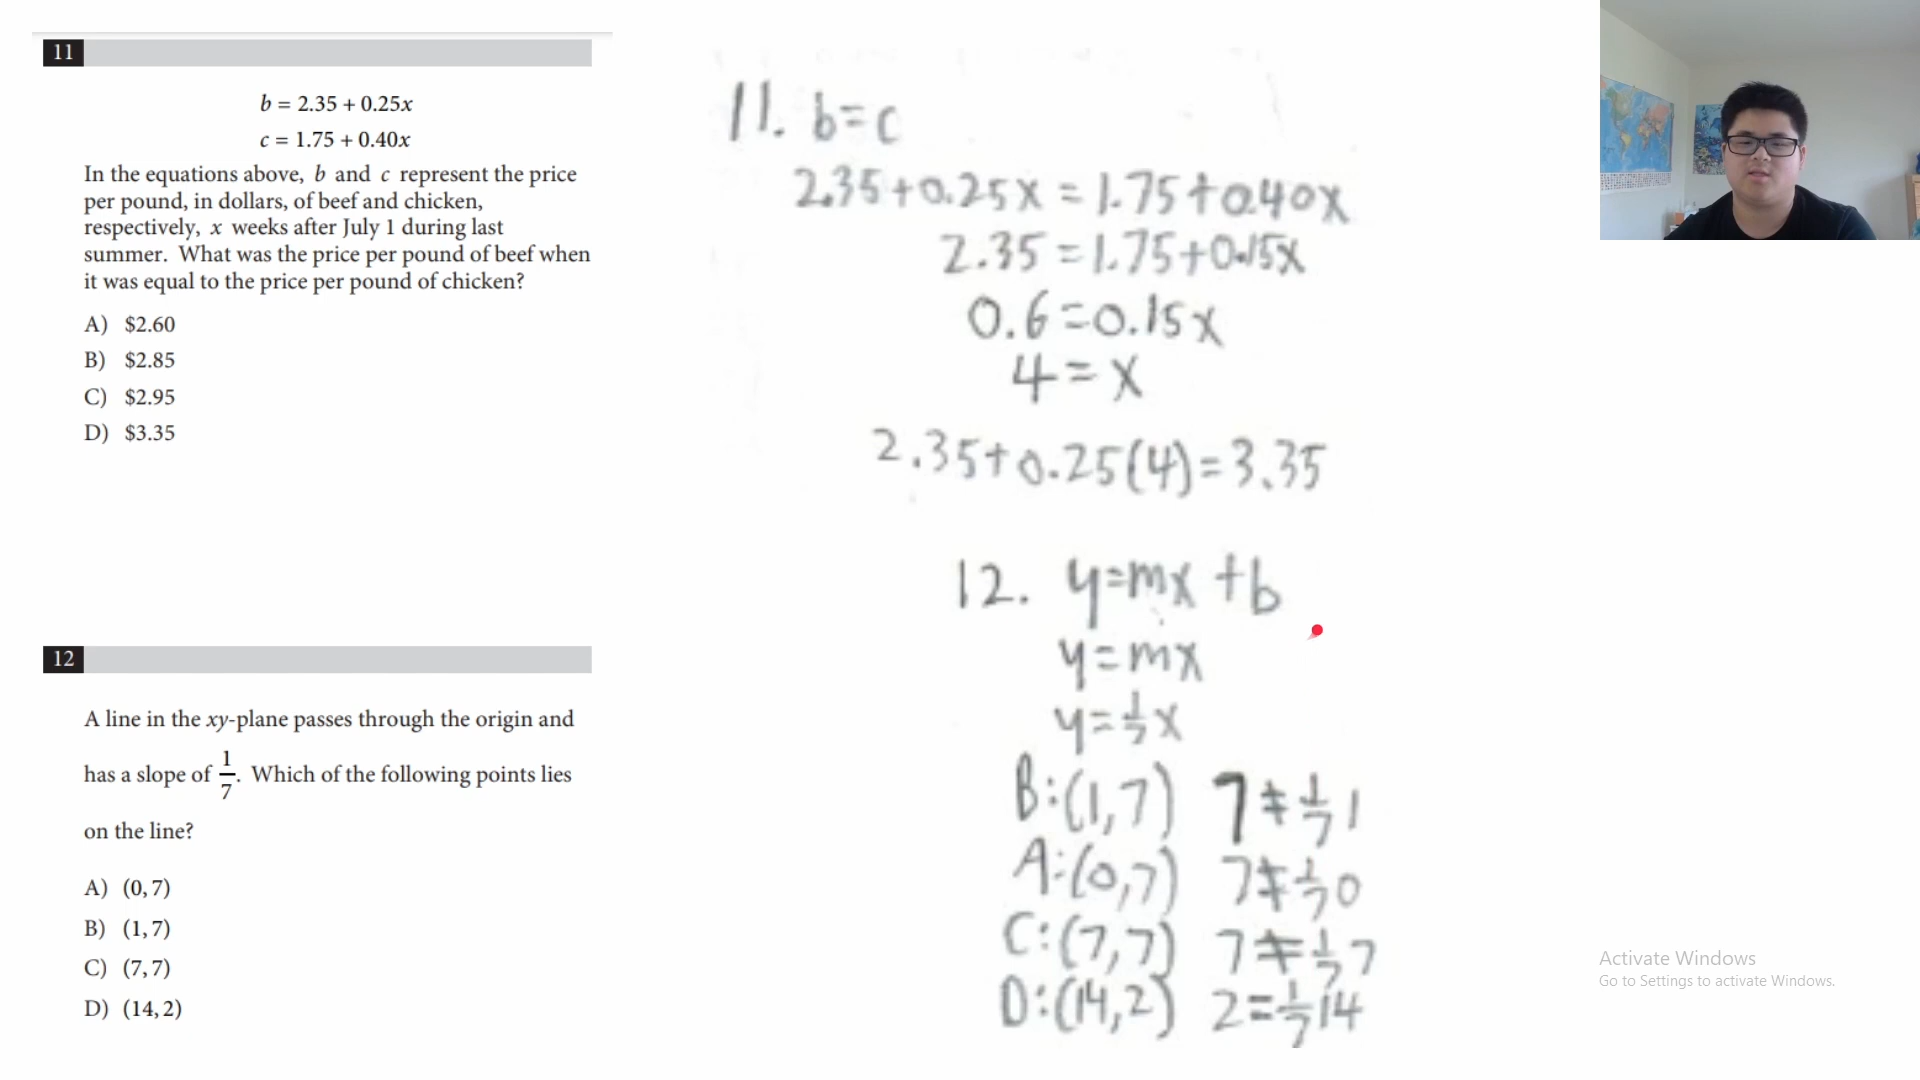 11
b = 2.35 + 0.25x
c = 1.75 + 0.40x
In the equations above, b and c represent the price
per pound, in dollars, of beef and chicken,
respectively, x weeks after July 1 during last
summer. What was the price per pound of beef when
it was equal to the price per pound of chicken?
A) $2.60
B) $2.85
C) $2.95
D) $3.35
12
A line in the xy-plane passes through the origin and
has a slope of 1/7. Which of the following points lies
on the line?
A) (0, 7)
B) (1, 7)
C) (7, 7)
D) (14, 2)
11. b=c
2.35+0.25x=1.75+0.40x
2.35=1.75+0.15x
0.6=0.15x
4=x
2.35+0.25(4)=3.35
12. y=mx+b
y=mx
y=1/7x
B:(1,7) 7≠1/7 1
A:(0,7) 7≠1/7 0
C:(7,7) 7≠1/7 7
D:(14,2) 2=1/7 14
Activate Windows
Go to Settings to activate Windows.